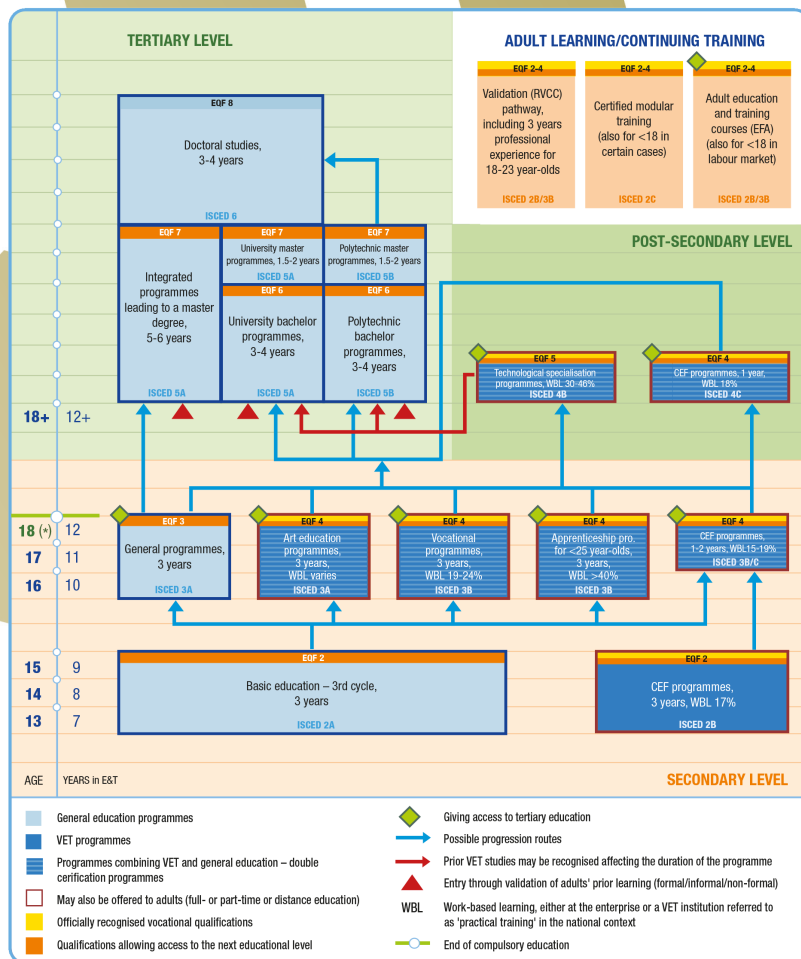 TERTIARY LEVEL
ADULT LEARNING/CONTINUING TRAINING
EQF 2-4
Validation (RVCC)
pathway,
including 3 years
professional
experience for
18-23 year-olds
ISCED 2B/3B
EQF 2-4
Certified modular
training
(also for <18 in
certain cases)
ISCED 2C
EQF 2-4
Adult education
and training
courses (EFA)
(also for <18 in
labour market)
ISCED 2B/3B
EQF 8
Doctoral studies,
3-4 years
ISCED 6
POST-SECONDARY LEVEL
EQF 7
Integrated
programmes
leading to a master
degree,
5-6 years
ISCED 5A
EQF 7
University master
programmes, 1.5-2 years
ISCED 5A
EQF 7
Polytechnic master
programmes, 1.5-2 years
ISCED 5B
EQF 6
University bachelor
programmes,
3-4 years
ISCED 5A
EQF 6
Polytechnic
bachelor
programmes,
3-4 years
ISCED 5B
EQF 5
Technological specialisation
programmes, WBL 30-46%
ISCED 4B
EQF 4
CEF programmes, 1 year,
WBL 18%
ISCED 4C
18+ 12+
18 (*) 12
17 11
16 10
EQF 3
General programmes,
3 years
ISCED 3A
EQF 4
Art education
programmes,
3 years,
WBL varies
ISCED 3A
EQF 4
Vocational
programmes,
3 years,
WBL 19-24%
ISCED 3B
EQF 4
Apprenticeship pro.
for <25 year-olds,
3 years,
WBL >40%
ISCED 3B
EQF 4
CEF programmes,
1-2 years, WBL15-19%
ISCED 3B/C
15 9
14 8
13 7
EQF 2
Basic education – 3rd cycle,
3 years
ISCED 2A
EQF 2
CEF programmes,
3 years, WBL 17%
ISCED 2B
AGE YEARS in E&T
SECONDARY LEVEL
General education programmes
VET programmes
Programmes combining VET and general education – double
cerification programmes
May also be offered to adults (full- or part-time or distance education)
Officially recognised vocational qualifications
Qualifications allowing access to the next educational level
Giving access to tertiary education
Possible progression routes
Prior VET studies may be recognised affecting the duration of the programme
Entry through validation of adults' prior learning (formal/informal/non-formal)
WBL Work-based learning, either at the enterprise or a VET institution referred to
as 'practical training' in the national context
End of compulsory education